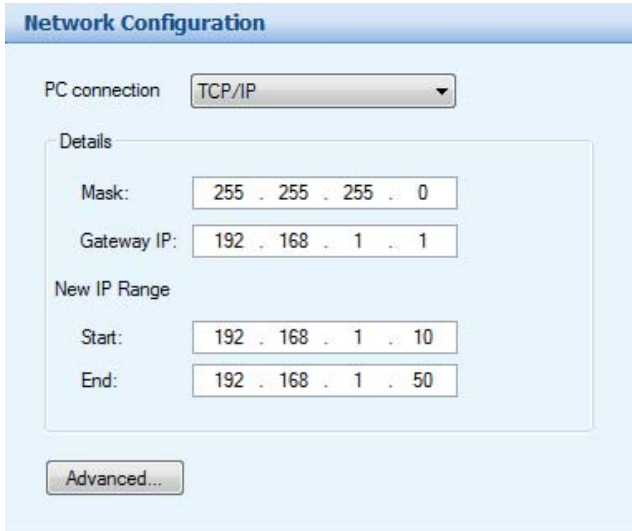 Network Configuration
PC connection TCP/IP
Details
Mask: 255 . 255 . 255 . 0
Gateway IP: 192 . 168 . 1 . 1
New IP Range
Start: 192 . 168 . 1 . 10
End: 192 . 168 . 1 . 50
Advanced...